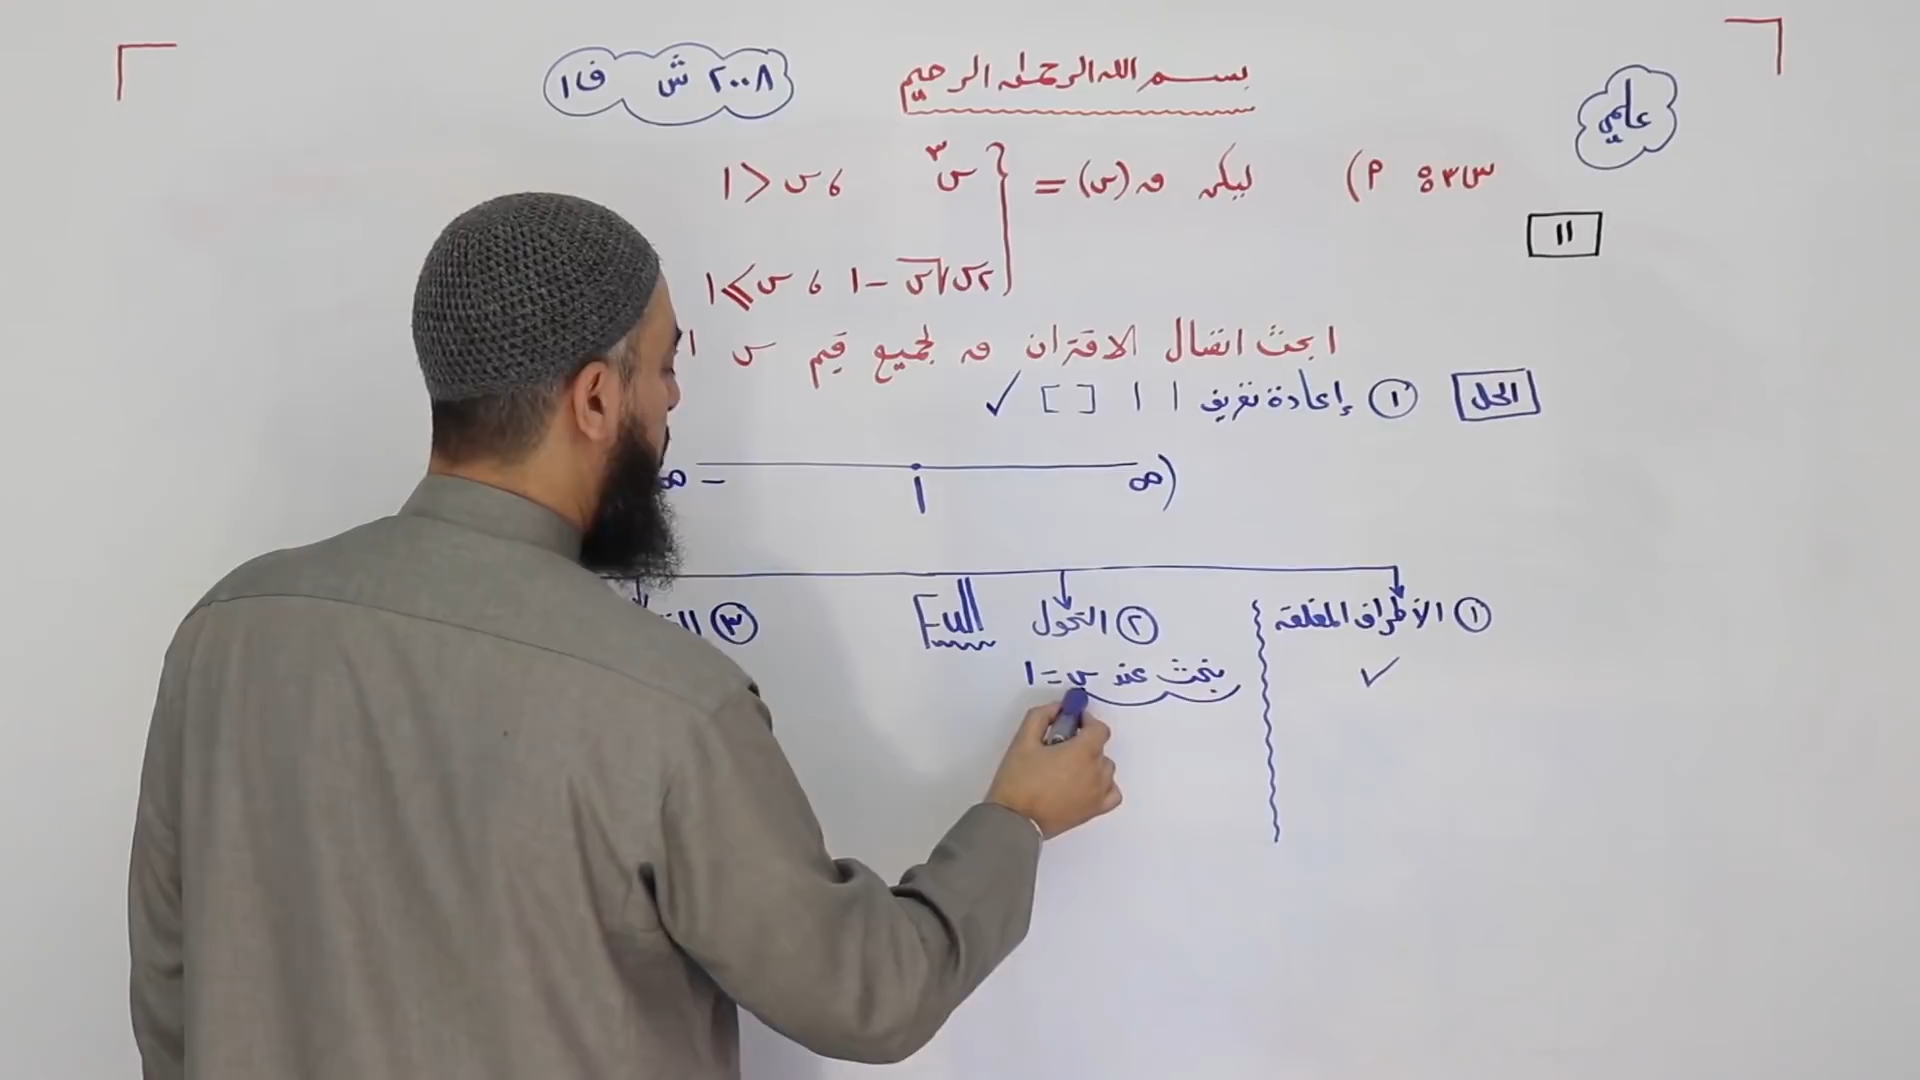 بسم الله الرحمن الرحيم
٢٠٠٨ ش ف١
علمي
س٣: أ) ليكن ق(س) = { س³ ، س > ١
٢س√س - ١ ، س ≤ ١
١١
ابحث اتصال الاقتران ق لجميع قيم س
الحل
① إعادة تعريف | | [ ] ✓
∞) ١ - ∞
① الأطراف المغلقة ✓
② التحول Full
نبحث عند س = ١
③